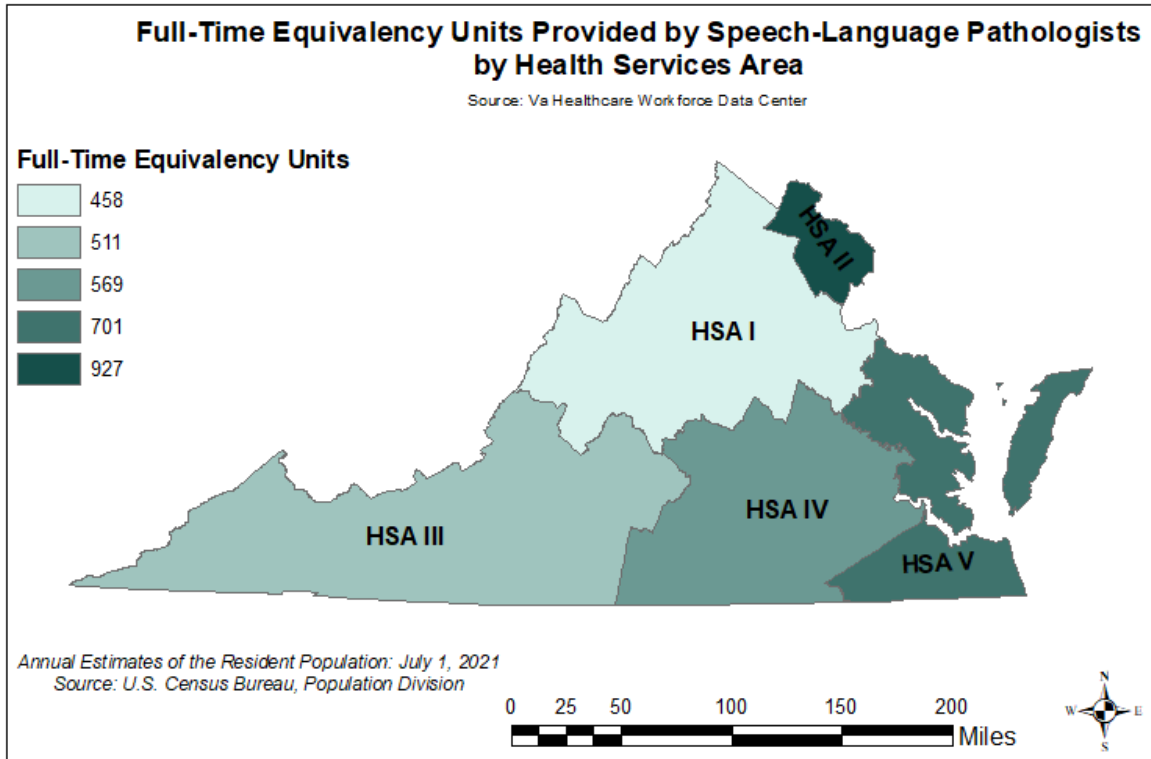 Full-Time Equivalency Units Provided by Speech-Language Pathologists
by Health Services Area
Source: Va Healthcare Workforce Data Center
Full-Time Equivalency Units
458
511
569
701
927
HSA II
HSA I
HSA IV
HSA III
HSA V
Annual Estimates of the Resident Population: July 1, 2021
Source: U.S. Census Bureau, Population Division
0 25 50 100 150 200
Miles
N
W E
S